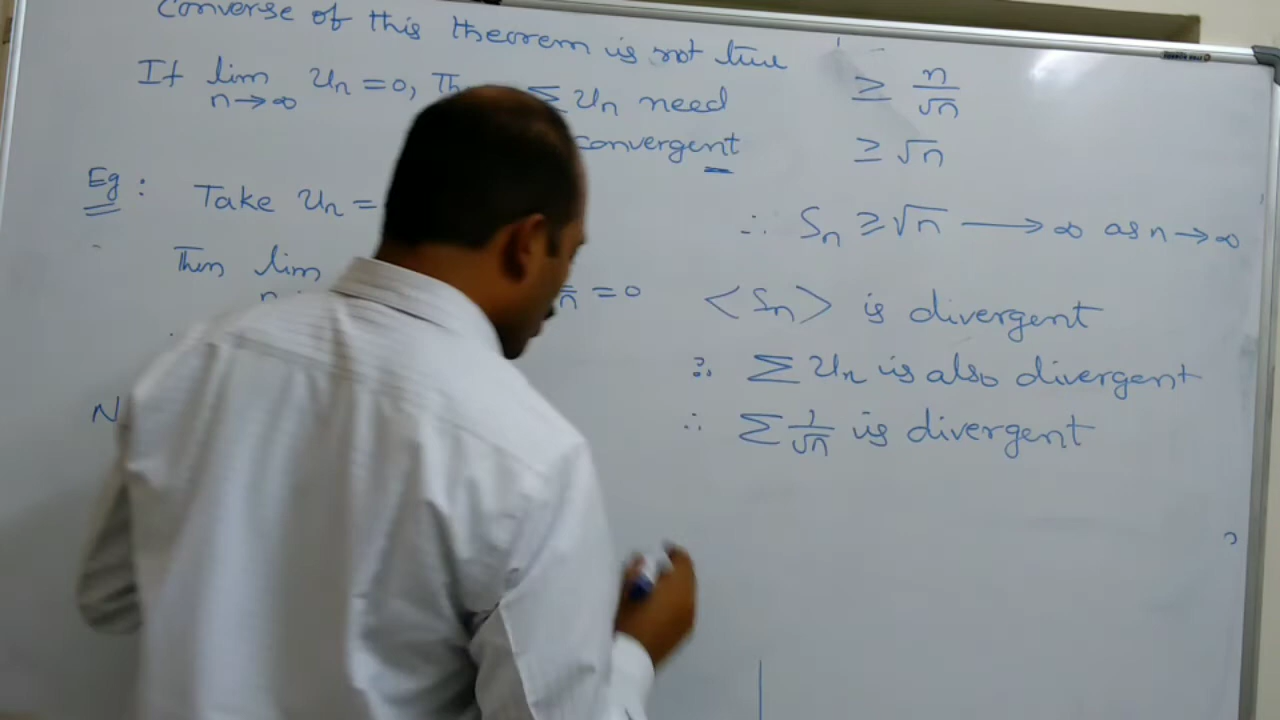 Converse of this theorem is not true
If lim n→∞ Un = 0, ∑ Un need
convergent
Eg : Take Un =
Then lim = 0
N
≥ n/√n
≥ √n
∴ Sn ≥ √n ⟶ ∞ as n → ∞
<Sn> is divergent
∴ ∑ Un is also divergent
∴ ∑ 1/√n is divergent